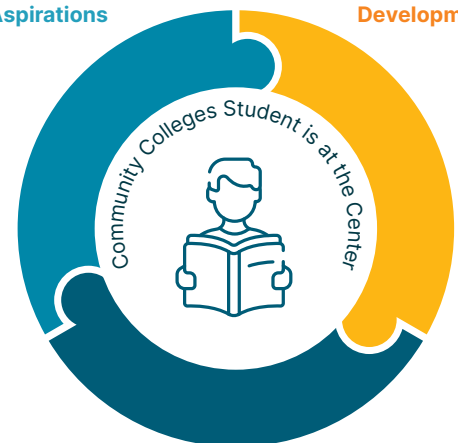 Aspirations
Developm
Community Colleges Student is at the Center